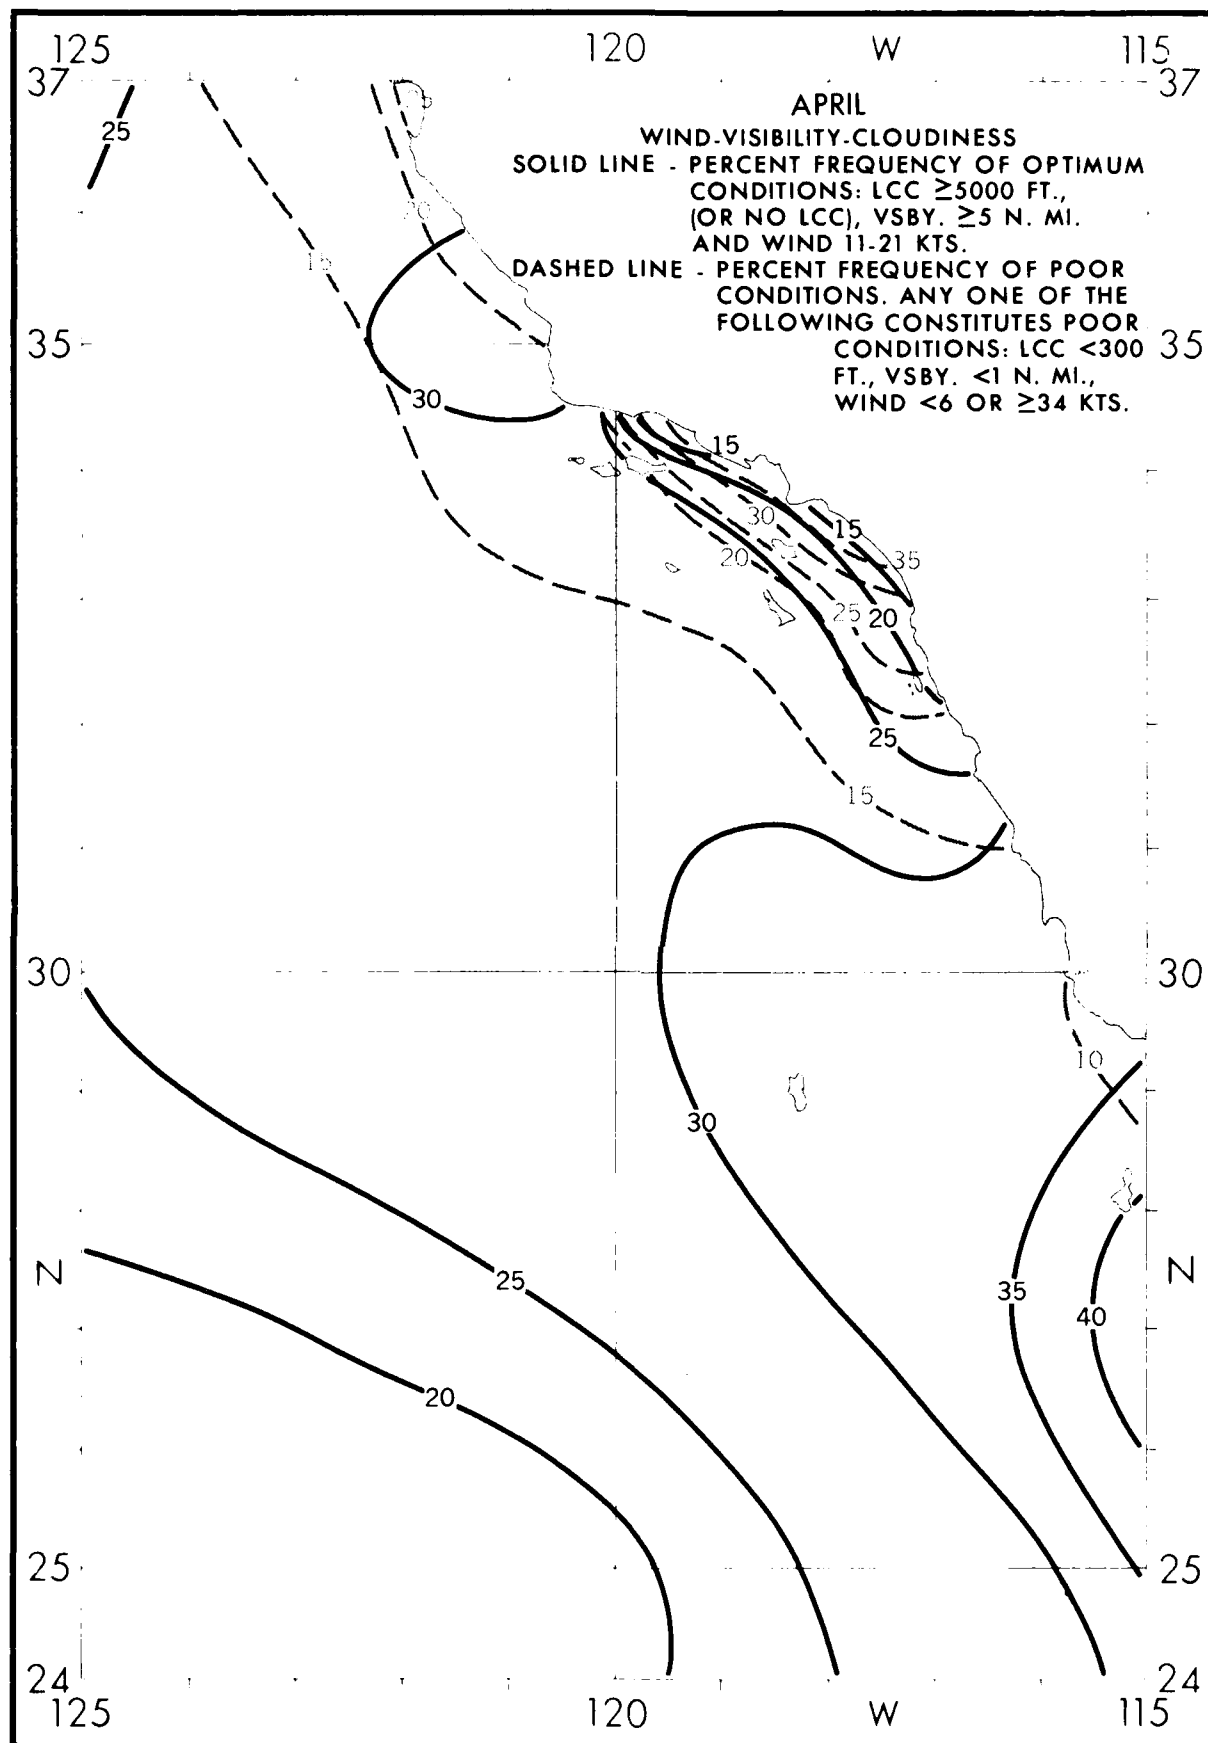 125 120 W 115
37 37
APRIL
WIND-VISIBILITY-CLOUDINESS
SOLID LINE - PERCENT FREQUENCY OF OPTIMUM
CONDITIONS: LCC ≥5000 FT.,
(OR NO LCC), VSBY. ≥5 N. MI.
AND WIND 11-21 KTS.
DASHED LINE - PERCENT FREQUENCY OF POOR
CONDITIONS. ANY ONE OF THE
FOLLOWING CONSTITUTES POOR
CONDITIONS: LCC <300
FT., VSBY. <1 N. MI.,
WIND <6 OR ≥34 KTS.
25
20
15
35 35
30
15
30
15
20
35
25
20
25
15
30 30
10
30
N N
25
35
40
20
25 25
24 24
125 120 W 115